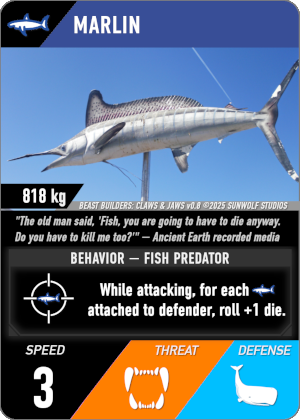 MARLIN
818 kg
BEAST BUILDERS: CLAWS & JAWS v0.8 ©2025 SUNWOLF STUDIOS
"The old man said, 'Fish, you are going to have to die anyway.
Do you have to kill me too?'" — Ancient Earth recorded media
BEHAVIOR — FISH PREDATOR
While attacking, for each
attached to defender, roll +1 die.
SPEED
THREAT
DEFENSE
3